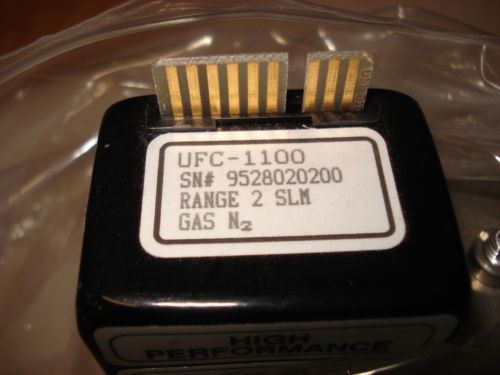 UFC-1100
SN# 9528020200
RANGE 2 SLM
GAS N₂
HIGH
PERFORMANCE